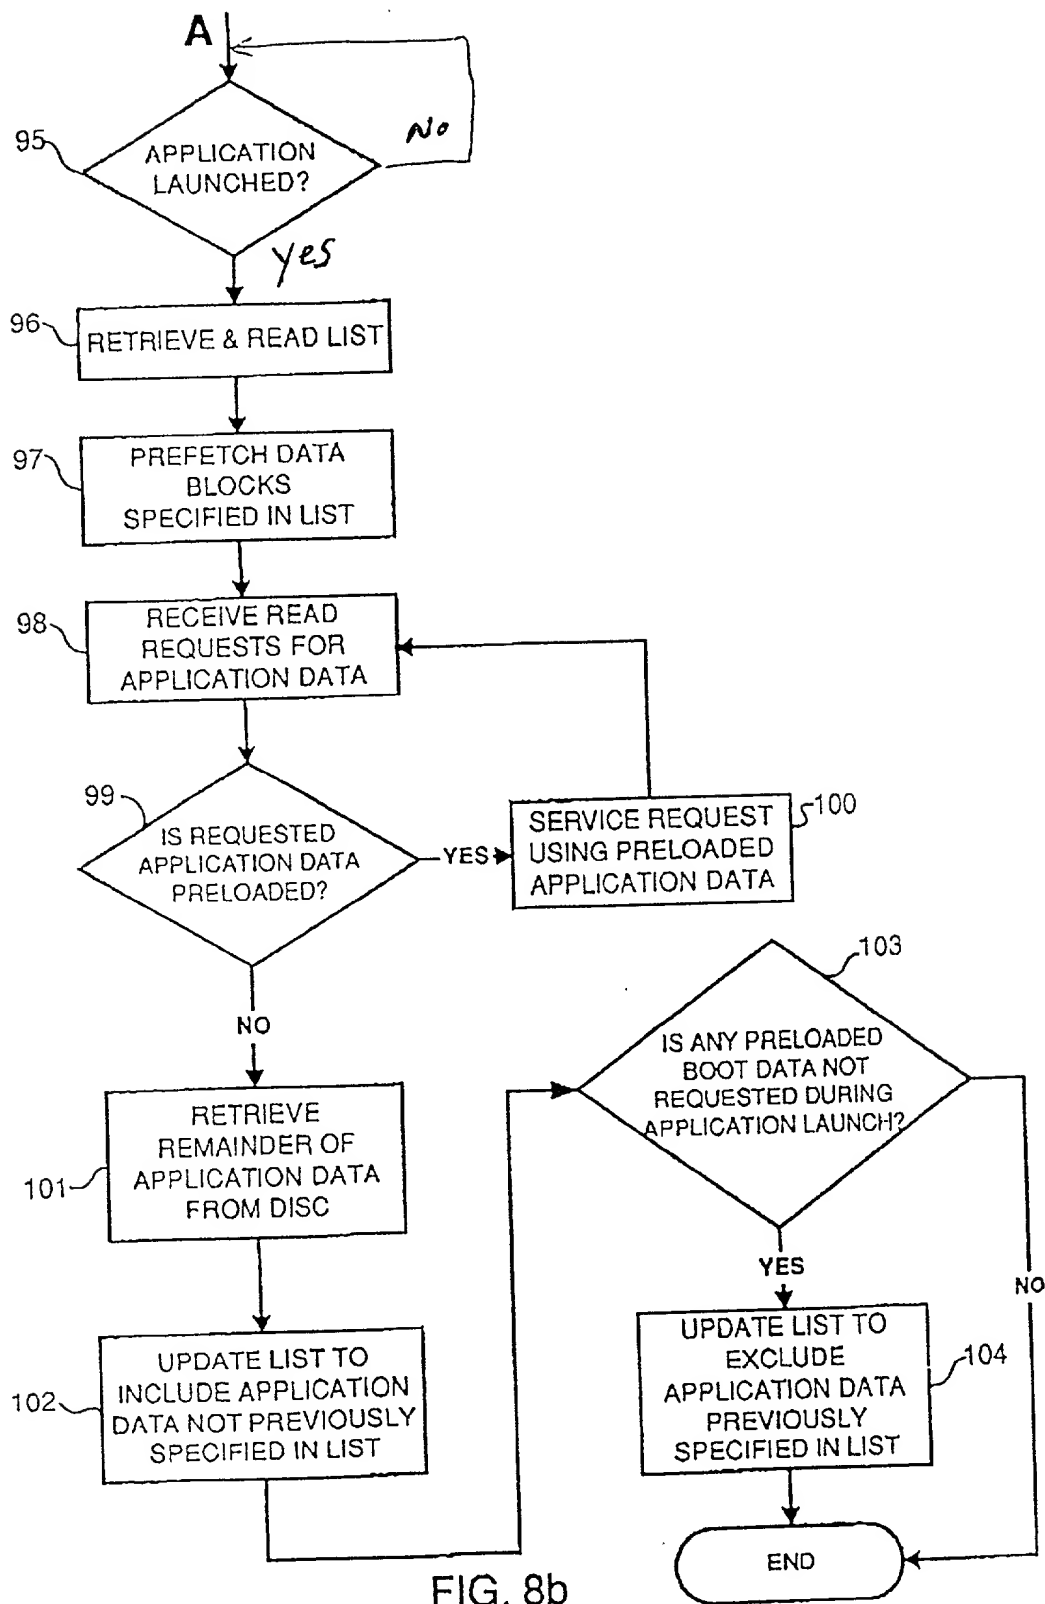 A
95
APPLICATION
LAUNCHED?
No
Yes
96
RETRIEVE & READ LIST
97
PREFETCH DATA
BLOCKS
SPECIFIED IN LIST
98
RECEIVE READ
REQUESTS FOR
APPLICATION DATA
99
IS REQUESTED
APPLICATION DATA
PRELOADED?
YES
100
SERVICE REQUEST
USING PRELOADED
APPLICATION DATA
NO
101
RETRIEVE
REMAINDER OF
APPLICATION DATA
FROM DISC
102
UPDATE LIST TO
INCLUDE APPLICATION
DATA NOT PREVIOUSLY
SPECIFIED IN LIST
103
IS ANY PRELOADED
BOOT DATA NOT
REQUESTED DURING
APPLICATION LAUNCH?
YES
NO
104
UPDATE LIST TO
EXCLUDE
APPLICATION DATA
PREVIOUSLY
SPECIFIED IN LIST
END
FIG. 8b